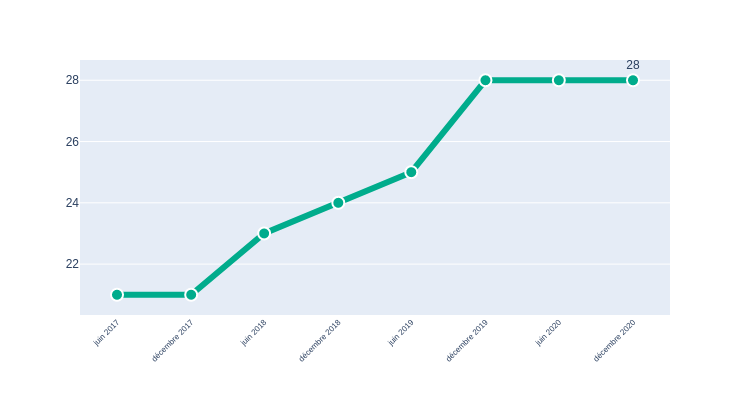 28
28
26
24
22
juin 2017
décembre 2017
juin 2018
décembre 2018
juin 2019
décembre 2019
juin 2020
décembre 2020